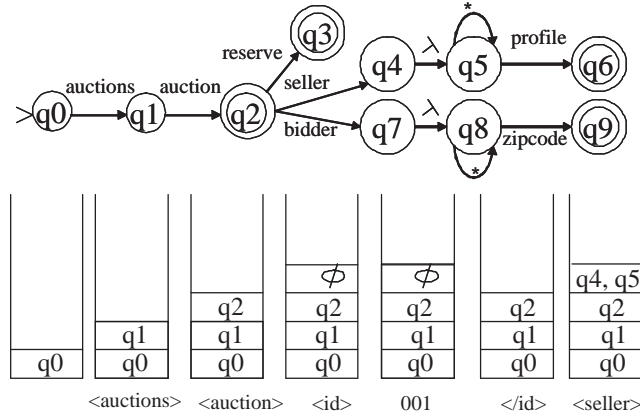 q3
reserve
*
profile
auctions
auction
seller
q4
λ
q5
q6
q0
q1
q2
bidder
q7
λ
q8
zipcode
q9
*
ϕ
ϕ
q4, q5
q2
q2
q2
q2
q2
q1
q1
q1
q1
q1
q1
q0
q0
q0
q0
q0
q0
q0
<auctions>
<auction>
<id>
001
</id>
<seller>